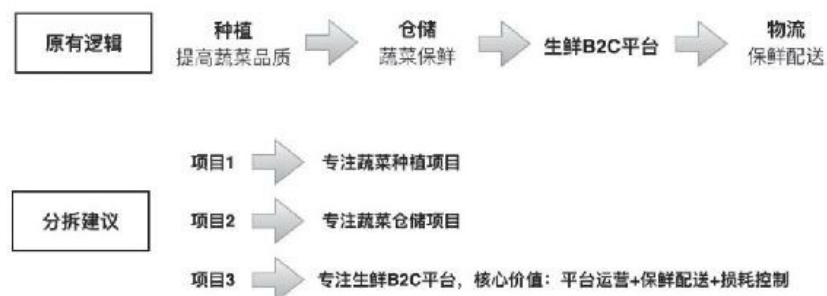 原有逻辑
种植
提高蔬菜品质
仓储
蔬菜保鲜
生鲜B2C平台
物流
保鲜配送
分拆建议
项目1
专注蔬菜种植项目
项目2
专注蔬菜仓储项目
项目3
专注生鲜B2C平台，核心价值：平台运营+保鲜配送+损耗控制